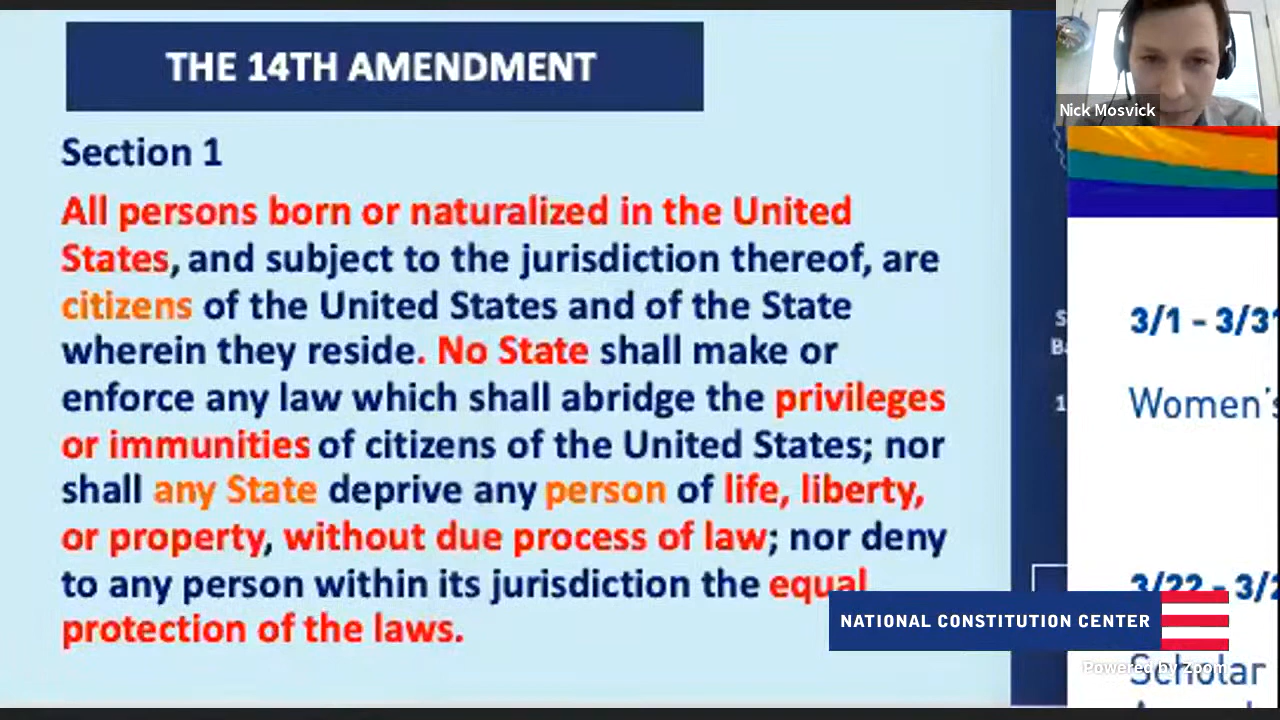 THE 14TH AMENDMENT
Section 1
All persons born or naturalized in the United
States, and subject to the jurisdiction thereof, are
citizens of the United States and of the State
wherein they reside. No State shall make or
enforce any law which shall abridge the privileges
or immunities of citizens of the United States; nor
shall any State deprive any person of life, liberty,
or property, without due process of law; nor deny
to any person within its jurisdiction the equal
protection of the laws.
Nick Mosvick
3/1 - 3/3
Women's
3/22 - 3/2
NATIONAL CONSTITUTION CENTER
Powered by Zoom
Scholar